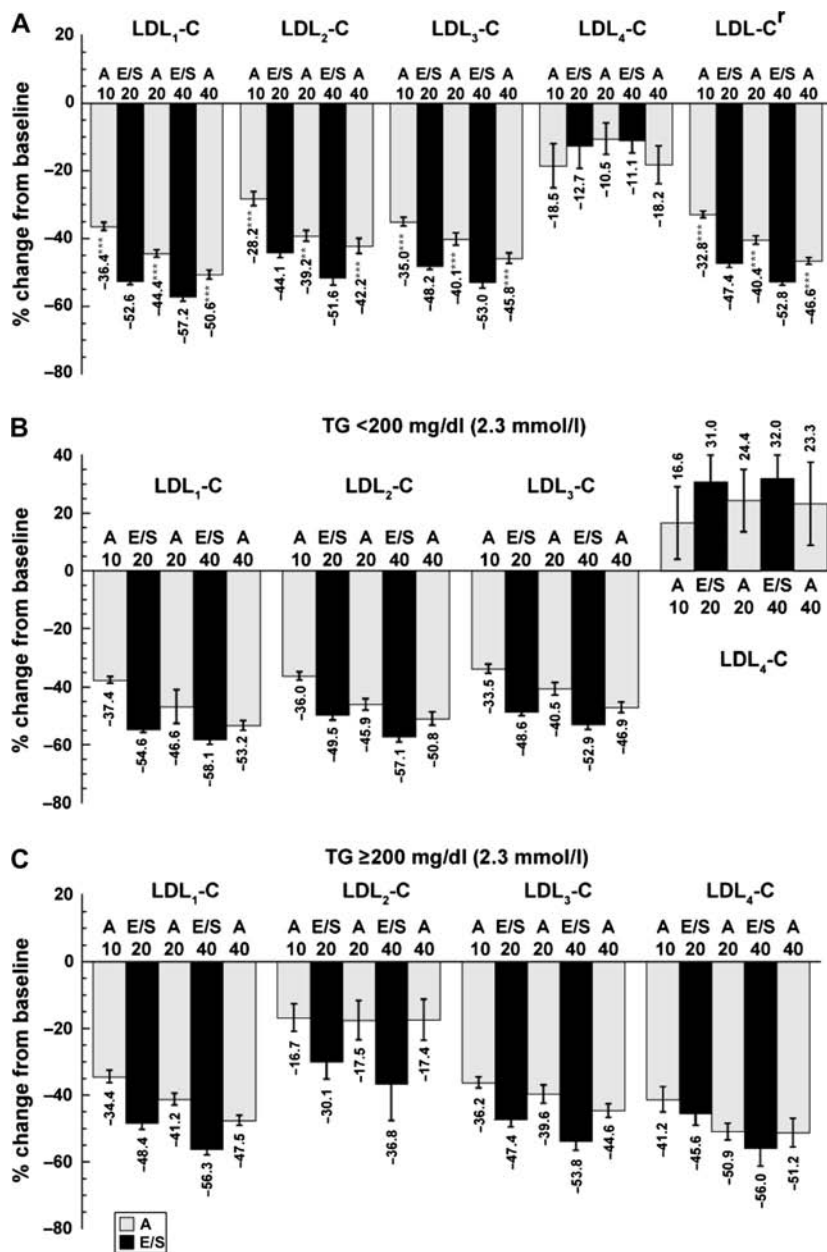 A
LDL₁-C LDL₂-C LDL₃-C LDL₄-C LDL-Cʳ
A E/S A E/S A A E/S A E/S A A E/S A E/S A A E/S A E/S A A E/S A E/S A
10 20 20 40 40 10 20 20 40 40 10 20 20 40 40 10 20 20 40 40 10 20 20 40 40
% change from baseline
20
0
–20
–40
–60
–80
–36.4*** –52.6 –44.4*** –57.2 –50.6***
–28.2*** –44.1 –39.2** –51.6 –42.2***
–35.0*** –48.2 –40.1*** –53.0 –45.8***
–18.5 –12.7 –10.5 –11.1 –18.2
–32.8*** –47.4 –40.4*** –52.8 –46.6***
B
TG <200 mg/dl (2.3 mmol/l)
LDL₁-C LDL₂-C LDL₃-C
A E/S A E/S A A E/S A E/S A A E/S A E/S A
10 20 20 40 40 10 20 20 40 40 10 20 20 40 40
% change from baseline
40
20
0
–20
–40
–60
–80
–37.4 –54.6 –46.6 –58.1 –53.2
–36.0 –49.5 –45.9 –57.1 –50.8
–33.5 –48.6 –40.5 –52.9 –46.9
16.6 31.0 24.4 32.0 23.3
A E/S A E/S A
10 20 20 40 40
LDL₄-C
C
TG ≥200 mg/dl (2.3 mmol/l)
LDL₁-C LDL₂-C LDL₃-C LDL₄-C
A E/S A E/S A A E/S A E/S A A E/S A E/S A A E/S A E/S A
10 20 20 40 40 10 20 20 40 40 10 20 20 40 40 10 20 20 40 40
% change from baseline
20
0
–20
–40
–60
–80
–34.4 –48.4 –41.2 –56.3 –47.5
–16.7 –30.1 –17.5 –36.8 –17.4
–36.2 –47.4 –39.6 –53.8 –44.6
–41.2 –45.6 –50.9 –56.0 –51.2
A
E/S